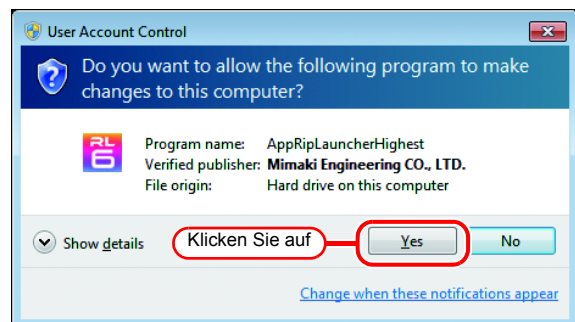 User Account Control
Do you want to allow the following program to make
changes to this computer?
RL
6
Program name: AppRipLauncherHighest
Verified publisher: Mimaki Engineering CO., LTD.
File origin: Hard drive on this computer
Show details
Klicken Sie auf
Yes
No
Change when these notifications appear